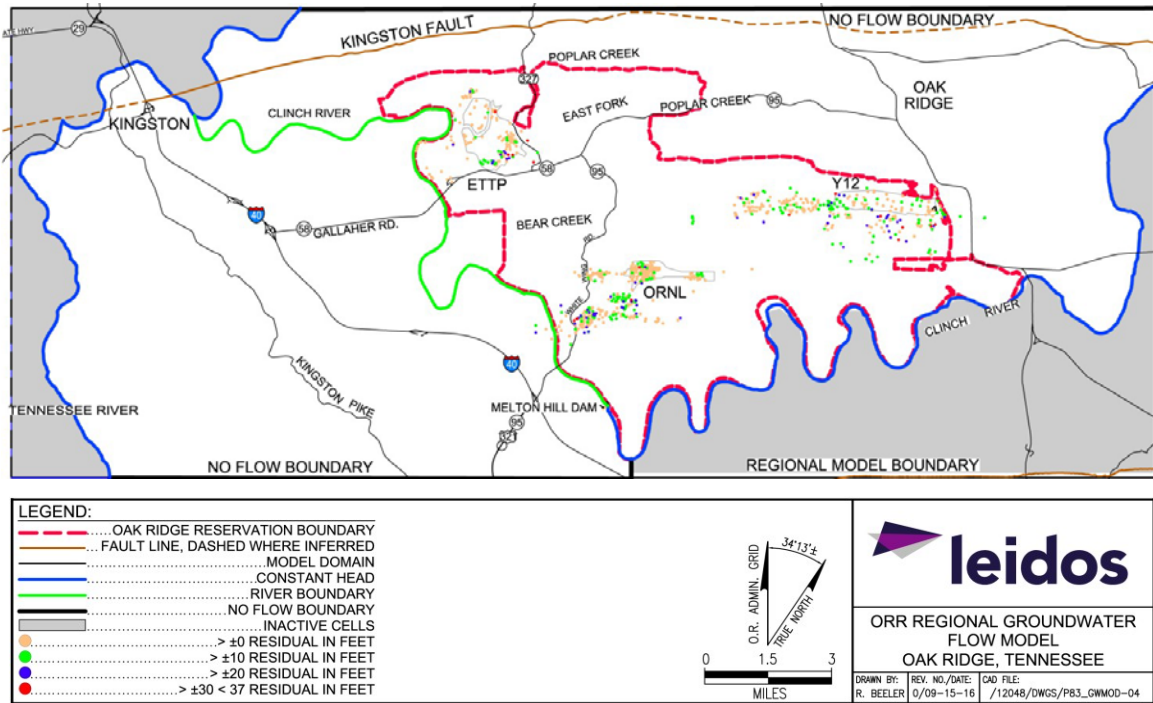 NO FLOW BOUNDARY
29
ATE HWY
KINGSTON FAULT
POPLAR CREEK
327
OAK
RIDGE
CLINCH RIVER
EAST FORK
POPLAR CREEK
95
KINGSTON
58
95
ETTP
Y12
40
58
GALLAHER RD.
BEAR CREEK
ORNL
WHITE
RD
CLINCH RIVER
40
KINGSTON PIKE
TENNESSEE RIVER
MELTON HILL DAM
95
321
NO FLOW BOUNDARY
REGIONAL MODEL BOUNDARY
LEGEND:
OAK RIDGE RESERVATION BOUNDARY
FAULT LINE, DASHED WHERE INFERRED
MODEL DOMAIN
CONSTANT HEAD
RIVER BOUNDARY
NO FLOW BOUNDARY
INACTIVE CELLS
> ±0 RESIDUAL IN FEET
> ±10 RESIDUAL IN FEET
> ±20 RESIDUAL IN FEET
> ±30 < 37 RESIDUAL IN FEET
O.R. ADMIN. GRID
34°13'±
TRUE NORTH
0 1.5 3
MILES
leidos
ORR REGIONAL GROUNDWATER
FLOW MODEL
OAK RIDGE, TENNESSEE
DRAWN BY: REV. NO./DATE: CAD FILE:
R. BEELER 0/09-15-16 /12048/DWGS/P83_GWMOD-04